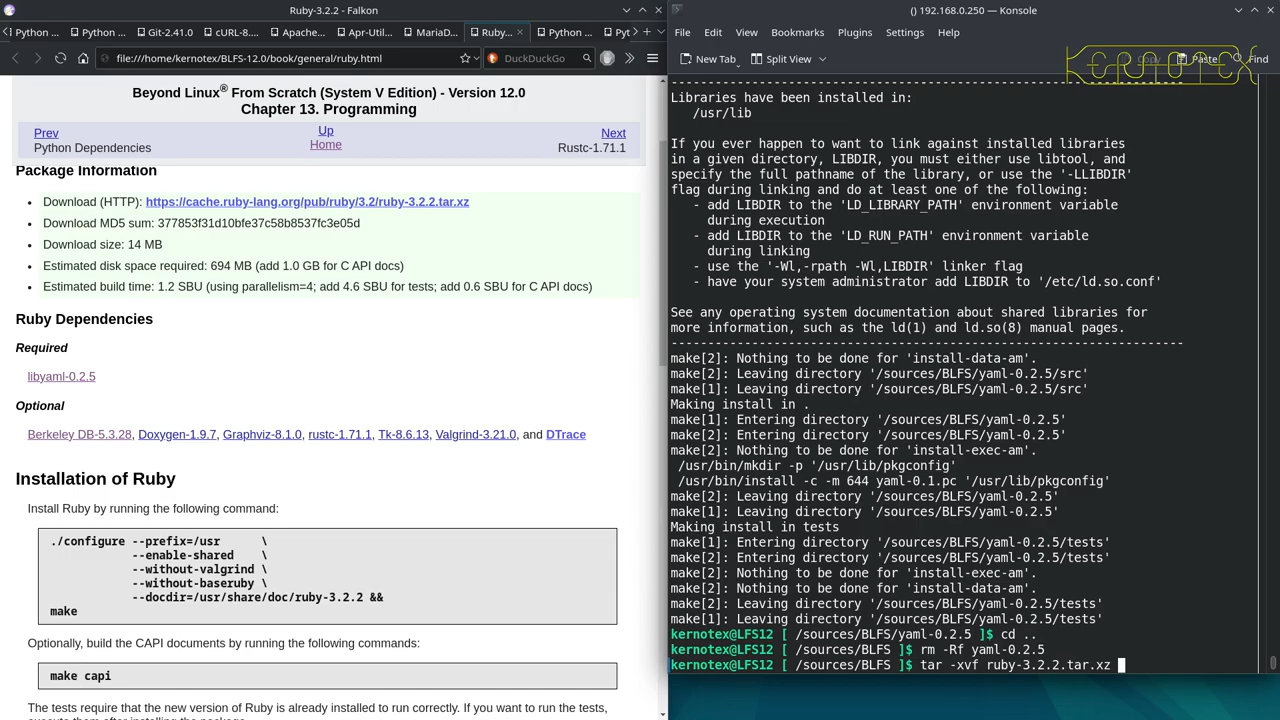 Ruby-3.2.2 - Falkon
Python ...
Python ...
Git-2.41.0
cURL-8....
Apache...
Apr-Util...
MariaD...
Ruby...
Python ...
Pyt
file:///home/kernotex/BLFS-12.0/book/general/ruby.html
DuckDuckGo
Beyond Linux® From Scratch (System V Edition) - Version 12.0
Chapter 13. Programming
Prev
Up
Next
Python Dependencies
Home
Rustc-1.71.1
Package Information
• Download (HTTP): https://cache.ruby-lang.org/pub/ruby/3.2/ruby-3.2.2.tar.xz
• Download MD5 sum: 377853f31d10bfe37c58b8537fc3e05d
• Download size: 14 MB
• Estimated disk space required: 694 MB (add 1.0 GB for C API docs)
• Estimated build time: 1.2 SBU (using parallelism=4; add 4.6 SBU for tests; add 0.6 SBU for C API docs)
Ruby Dependencies
Required
libyaml-0.2.5
Optional
Berkeley DB-5.3.28, Doxygen-1.9.7, Graphviz-8.1.0, rustc-1.71.1, Tk-8.6.13, Valgrind-3.21.0, and DTrace
Installation of Ruby
Install Ruby by running the following command:
./configure --prefix=/usr      \
--enable-shared    \
--without-valgrind \
--without-baseruby \
--docdir=/usr/share/doc/ruby-3.2.2 &&
make
Optionally, build the CAPI documents by running the following commands:
make capi
The tests require that the new version of Ruby is already installed to run correctly. If you want to run the tests,
() 192.168.0.250 — Konsole
File Edit View Bookmarks Plugins Settings Help
New Tab
Split View
Copy
Paste
Find
KERNOTEX
--------------------------------------------------------------------
Libraries have been installed in:
/usr/lib
If you ever happen to want to link against installed libraries
in a given directory, LIBDIR, you must either use libtool, and
specify the full pathname of the library, or use the '-LLIBDIR'
flag during linking and do at least one of the following:
- add LIBDIR to the 'LD_LIBRARY_PATH' environment variable
during execution
- add LIBDIR to the 'LD_RUN_PATH' environment variable
during linking
- use the '-Wl,-rpath -Wl,LIBDIR' linker flag
- have your system administrator add LIBDIR to '/etc/ld.so.conf'
See any operating system documentation about shared libraries for
more information, such as the ld(1) and ld.so(8) manual pages.
--------------------------------------------------------------------
make[2]: Nothing to be done for 'install-data-am'.
make[2]: Leaving directory '/sources/BLFS/yaml-0.2.5/src'
make[1]: Leaving directory '/sources/BLFS/yaml-0.2.5/src'
Making install in .
make[1]: Entering directory '/sources/BLFS/yaml-0.2.5'
make[2]: Entering directory '/sources/BLFS/yaml-0.2.5'
make[2]: Nothing to be done for 'install-exec-am'.
/usr/bin/mkdir -p '/usr/lib/pkgconfig'
/usr/bin/install -c -m 644 yaml-0.1.pc '/usr/lib/pkgconfig'
make[2]: Leaving directory '/sources/BLFS/yaml-0.2.5'
make[1]: Leaving directory '/sources/BLFS/yaml-0.2.5'
Making install in tests
make[1]: Entering directory '/sources/BLFS/yaml-0.2.5/tests'
make[2]: Entering directory '/sources/BLFS/yaml-0.2.5/tests'
make[2]: Nothing to be done for 'install-exec-am'.
make[2]: Nothing to be done for 'install-data-am'.
make[2]: Leaving directory '/sources/BLFS/yaml-0.2.5/tests'
make[1]: Leaving directory '/sources/BLFS/yaml-0.2.5/tests'
kernotex@LFS12 [ /sources/BLFS/yaml-0.2.5 ]$ cd ..
kernotex@LFS12 [ /sources/BLFS ]$ rm -Rf yaml-0.2.5
kernotex@LFS12 [ /sources/BLFS ]$ tar -xvf ruby-3.2.2.tar.xz